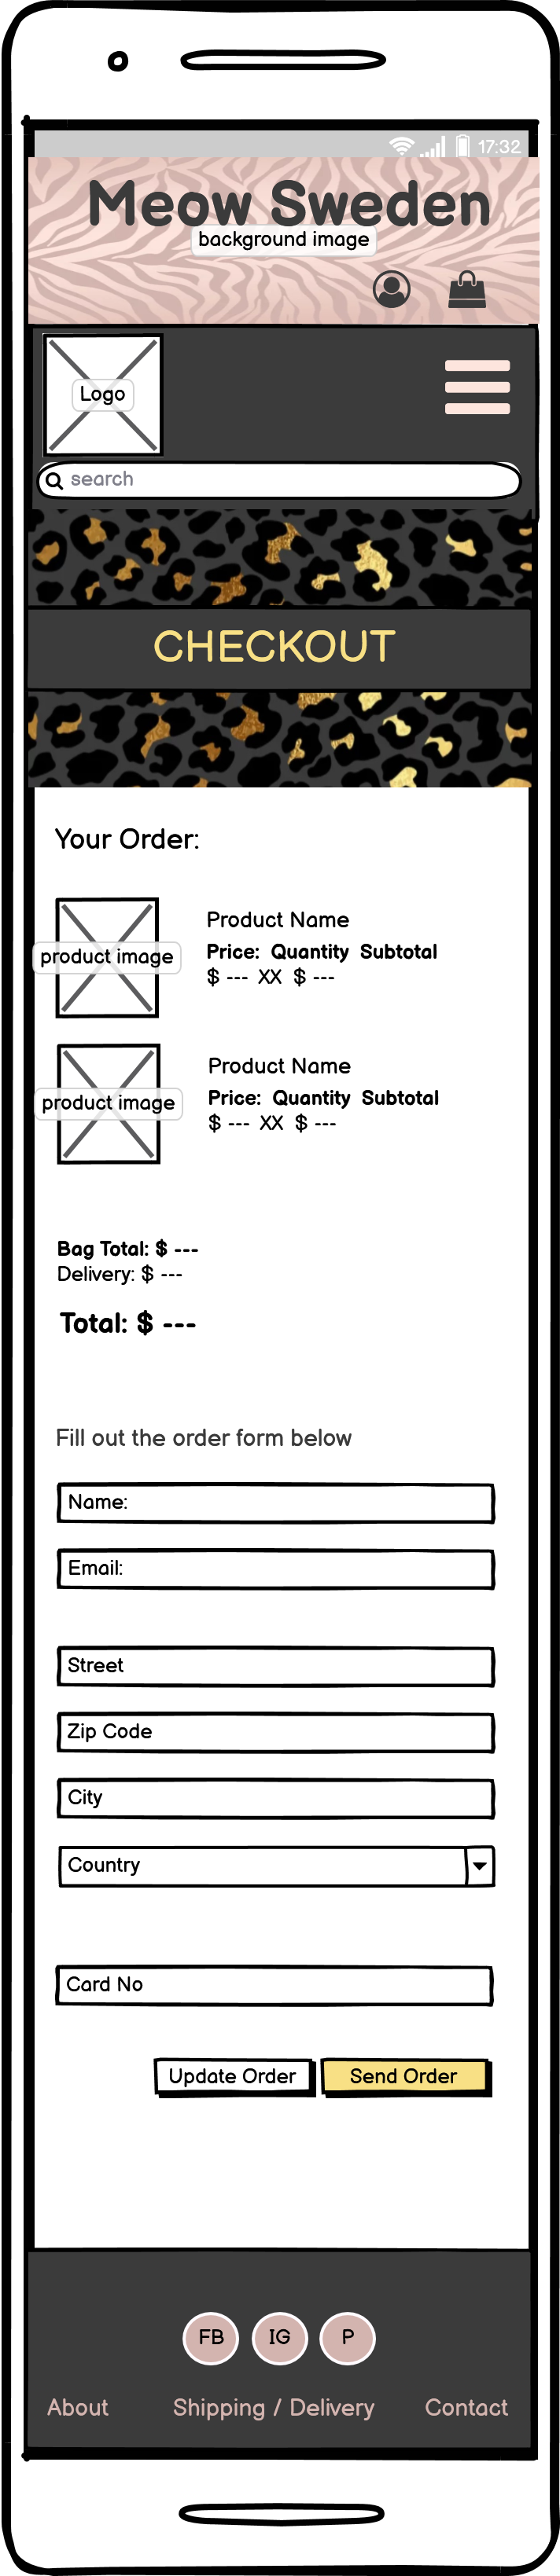 17:32
Meow Sweden
background image
Logo
search
CHECKOUT
Your Order:
product image
Product Name
Price: Quantity Subtotal
$ --- XX $ ---
product image
Product Name
Price: Quantity Subtotal
$ --- XX $ ---
Bag Total: $ ---
Delivery: $ ---
Total: $ ---
Fill out the order form below
Name:
Email:
Street
Zip Code
City
Country
Card No
Update Order Send Order
FB IG P
About Shipping / Delivery Contact